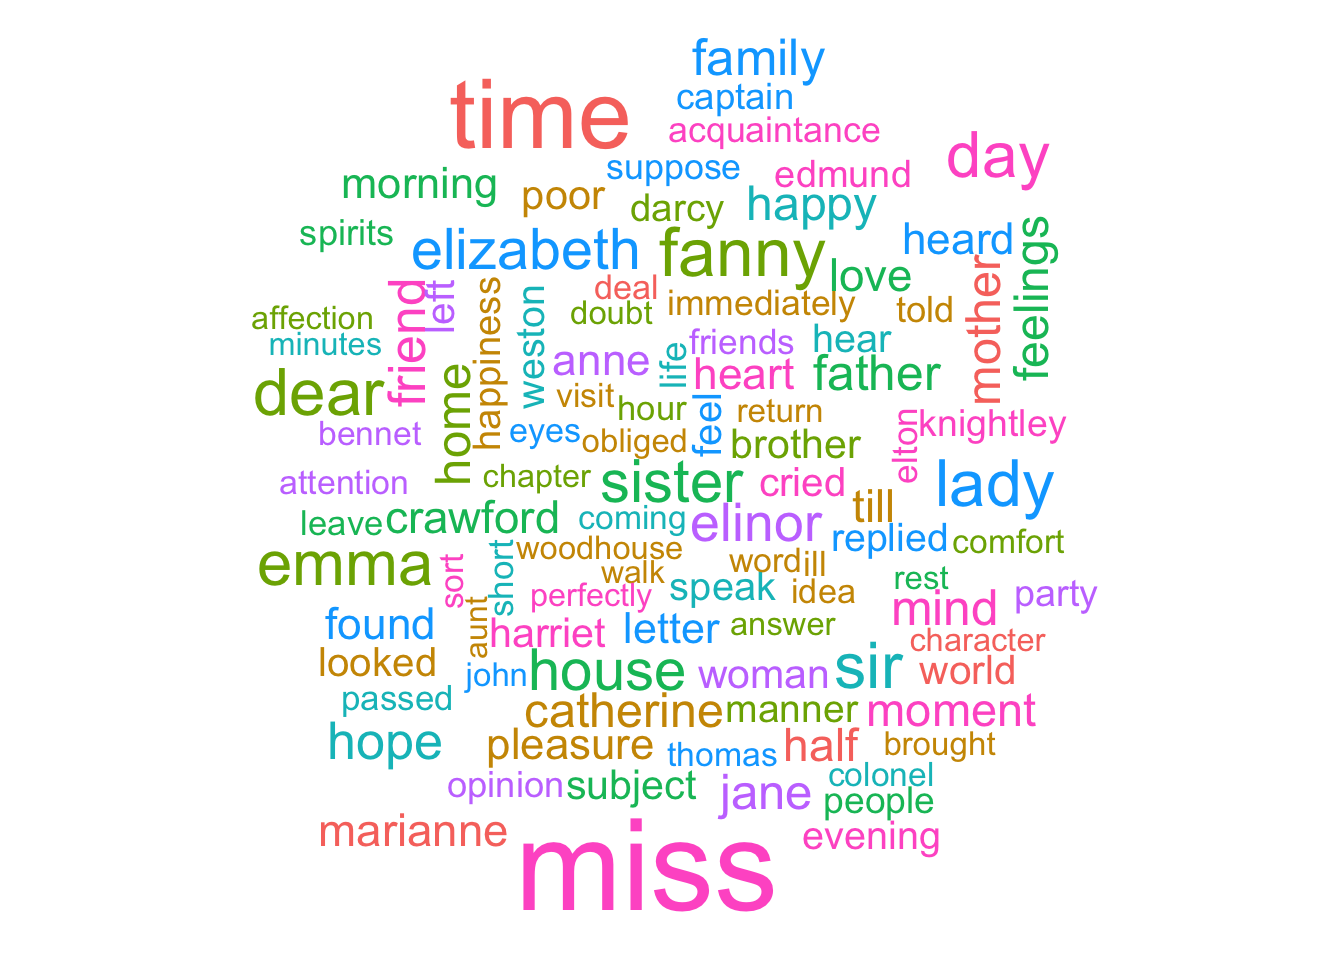 family
captain
time
acquaintance
day
suppose
edmund
morning
poor
darcy
happy
spirits
elizabeth
fanny
heard
feelings
love
mother
affection
friend
left
happiness
weston
deal
doubt
immediately
told
minutes
anne
life
friends
hear
dear
home
visit
heart
father
hour
return
bennet
eyes
obliged
feel
brother
elton
knightley
attention
chapter
sister
cried
till
lady
leave
crawford
coming
elinor
replied
comfort
emma
sort
short
woodhouse
walk
word
ill
perfectly
speak
idea
rest
party
found
aunt
harriet
letter
answer
mind
character
looked
john
house
woman
sir
world
passed
catherine
manner
moment
hope
pleasure
thomas
half
brought
opinion
subject
jane
colonel
people
marianne
miss
evening